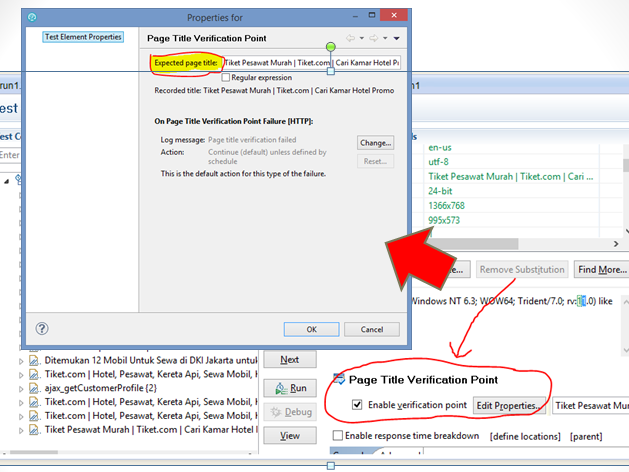 Properties for
Test Element Properties
Page Title Verification Point
Expected page title: Tiket Pesawat Murah | Tiket.com | Cari Kamar Hotel
Regular expression
Recorded title: Tiket Pesawat Murah | Tiket.com | Cari Kamar Hotel Promo
On Page Title Verification Point Failure [HTTP]:
Log message: Page title verification failed
Change...
Action: Continue (default) unless defined by
schedule
Reset...
This is the default action for this type of the failure.
OK
Cancel
Enter
en-us
utf-8
Tiket Pesawat Murah | Tiket.com | Cari ...
24-bit
1366x768
995x573
Remove Substitution
Find More...
Windows NT 6.3; WOW64; Trident/7.0; rv:11.0) like
Ditemukan 12 Mobil Untuk Sewa di DKI Jakarta untuk
Tiket.com | Hotel, Pesawat, Kereta Api, Sewa Mobil,
Tiket.com | Hotel, Pesawat, Kereta Api, Sewa Mobil,
ajax_getCustomerProfile {2}
Tiket.com | Hotel, Pesawat, Kereta Api, Sewa Mobil,
Tiket.com | Hotel, Pesawat, Kereta Api, Sewa Mobil,
Tiket Pesawat Murah | Tiket.com | Cari Kamar Hotel
Next
Run
Debug
View
Page Title Verification Point
Enable verification point
Edit Properties...
Tiket Pesawat
Enable response time breakdown [define locations] [parent]